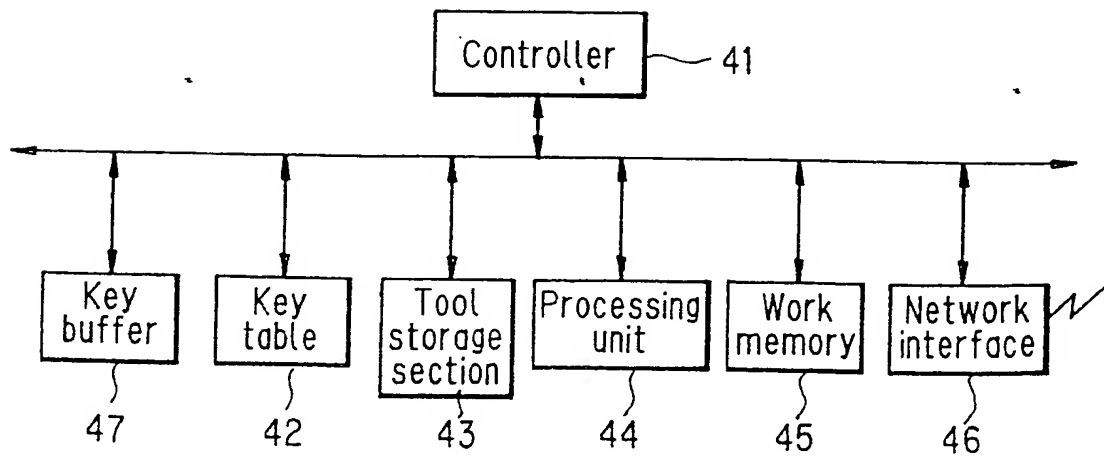 Controller
41
Key
buffer
Key
table
Tool
storage
section
Processing
unit
Work
memory
Network
interface
47
42
43
44
45
46